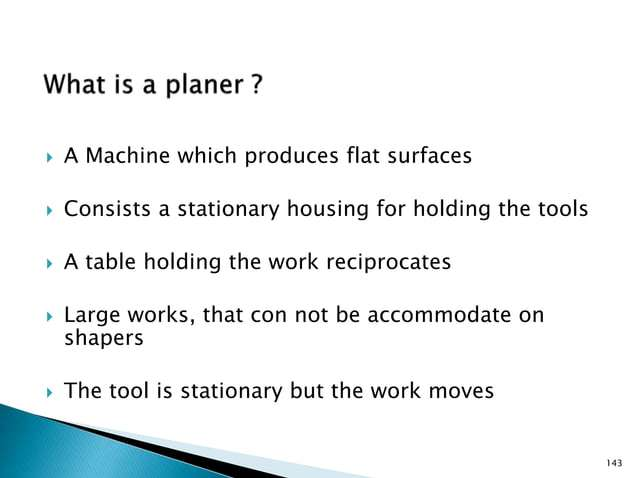 What is a planer ?
A Machine which produces flat surfaces
Consists a stationary housing for holding the tools
A table holding the work reciprocates
Large works, that con not be accommodate on
shapers
The tool is stationary but the work moves
143